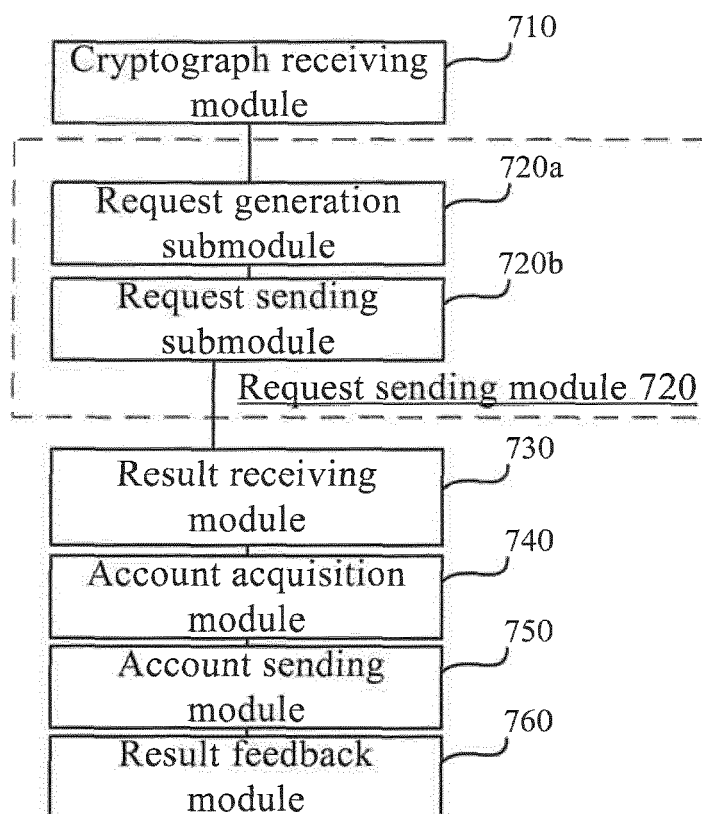 710
Cryptograph receiving
module
720a
Request generation
submodule
720b
Request sending
submodule
Request sending module 720
730
Result receiving
module
740
Account acquisition
module
750
Account sending
module
760
Result feedback
module